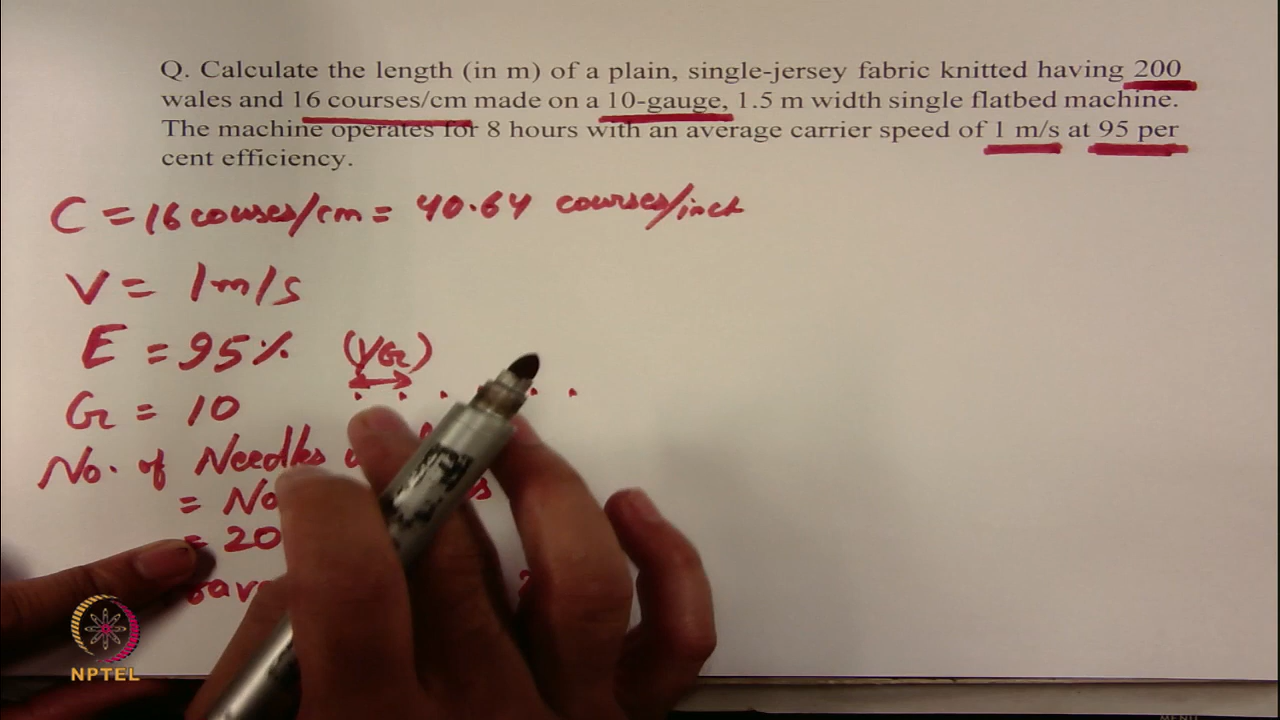 Q. Calculate the length (in m) of a plain, single-jersey fabric knitted having 200
wales and 16 courses/cm made on a 10-gauge, 1.5 m width single flatbed machine.
The machine operates for 8 hours with an average carrier speed of 1 m/s at 95 per
cent efficiency.
C = 16 courses/cm = 40.64 courses/inch
V = 1m/s
E = 95% (1/G)
G = 10
No. of Needles
= No
= 20
NPTEL